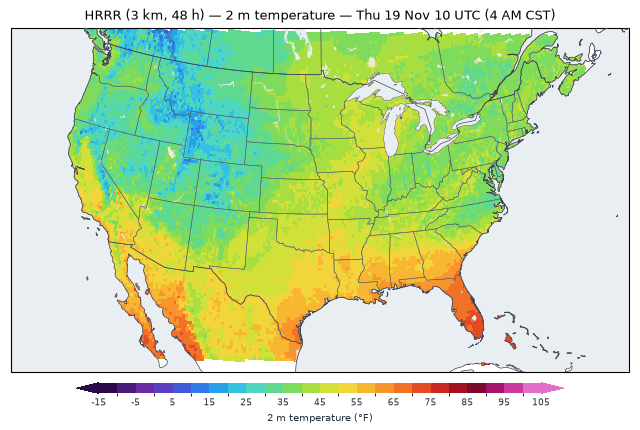 HRRR (3 km, 48 h) — 2 m temperature — Thu 19 Nov 10 UTC (4 AM CST)
-15 -5 5 15 25 35 45 55 65 75 85 95 105
2 m temperature (°F)